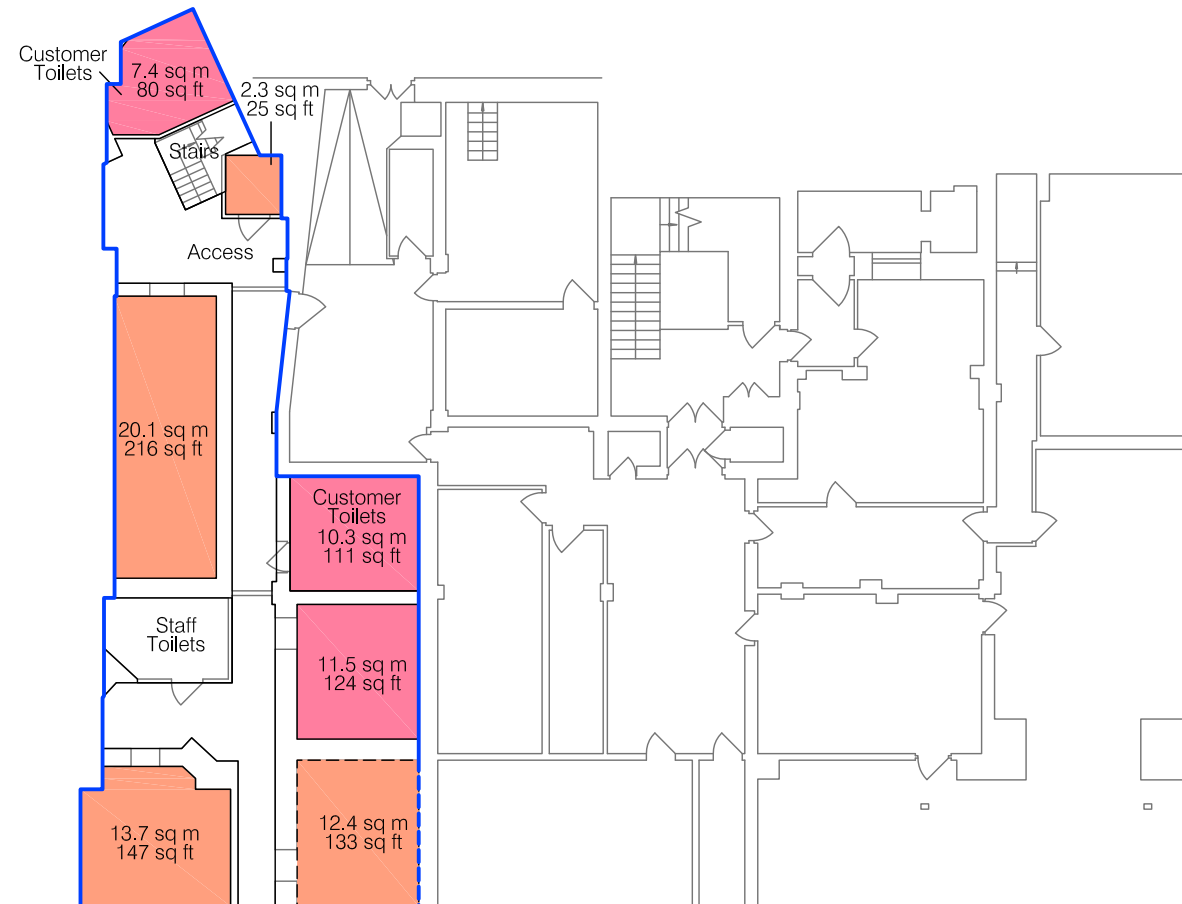 Customer
Toilets
7.4 sq m
80 sq ft
2.3 sq m
25 sq ft
Stairs
Access
20.1 sq m
216 sq ft
Customer
Toilets
10.3 sq m
111 sq ft
Staff
Toilets
11.5 sq m
124 sq ft
13.7 sq m
147 sq ft
12.4 sq m
133 sq ft